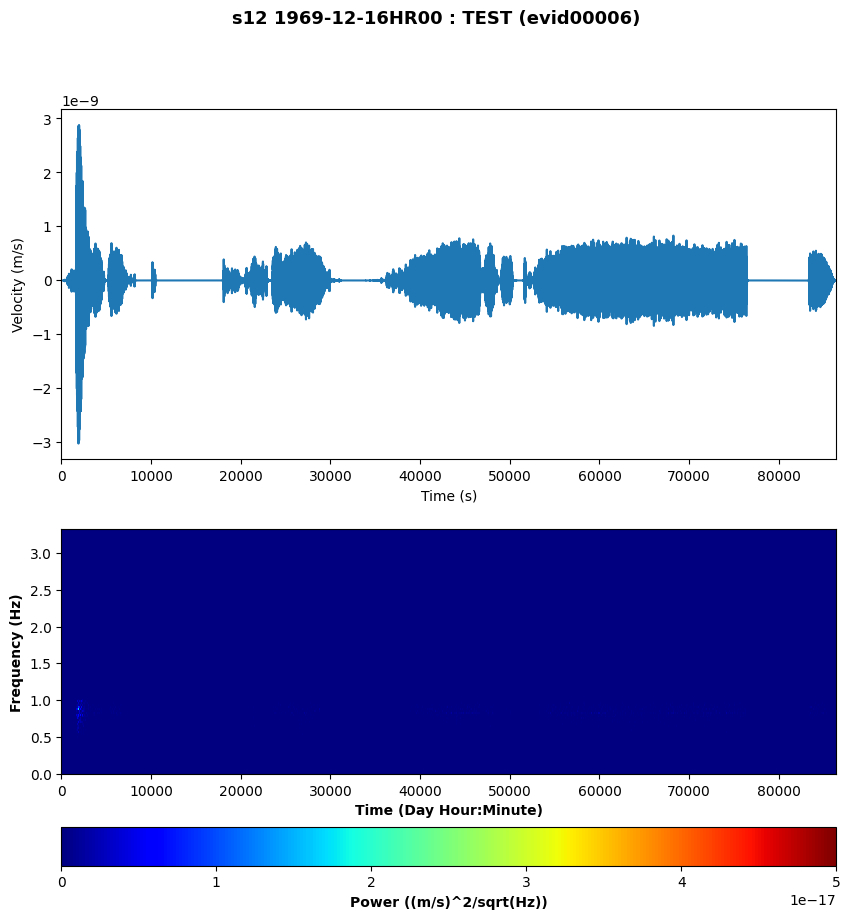 s12 1969-12-16HR00 : TEST (evid00006)
1e−9
3
2
1
0
−1
−2
−3
Velocity (m/s)
0 10000 20000 30000 40000 50000 60000 70000 80000
Time (s)
3.0
2.5
2.0
1.5
1.0
0.5
0.0
Frequency (Hz)
0 10000 20000 30000 40000 50000 60000 70000 80000
Time (Day Hour:Minute)
0 1 2 3 4 5
1e−17
Power ((m/s)^2/sqrt(Hz))